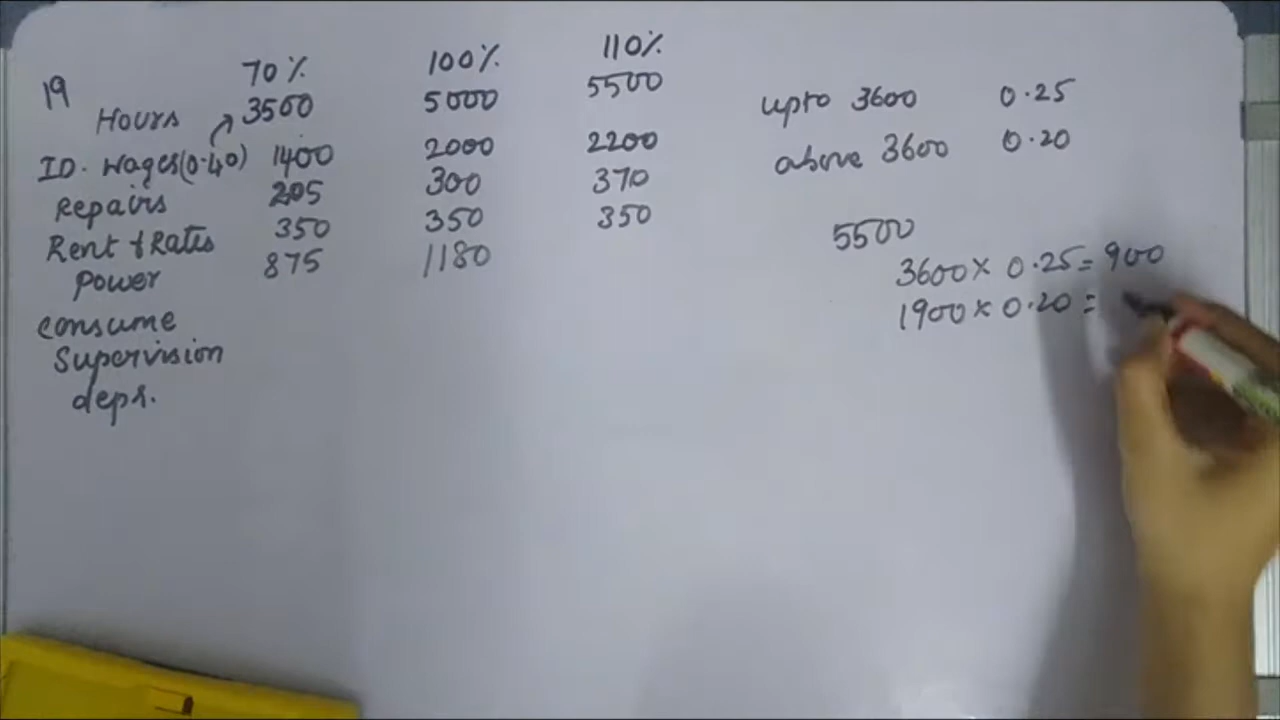 19 70% 100% 110%
Hours 3500 5000 5500
ID. Wages(0.40) 1400 2000 2200
Repairs 205 300 370
Rent & Rates 350 350 350
Power 875 1180
Consume
Supervision
depr.
upto 3600 0.25
above 3600 0.20
5500
3600 × 0.25 = 900
1900 × 0.20 =